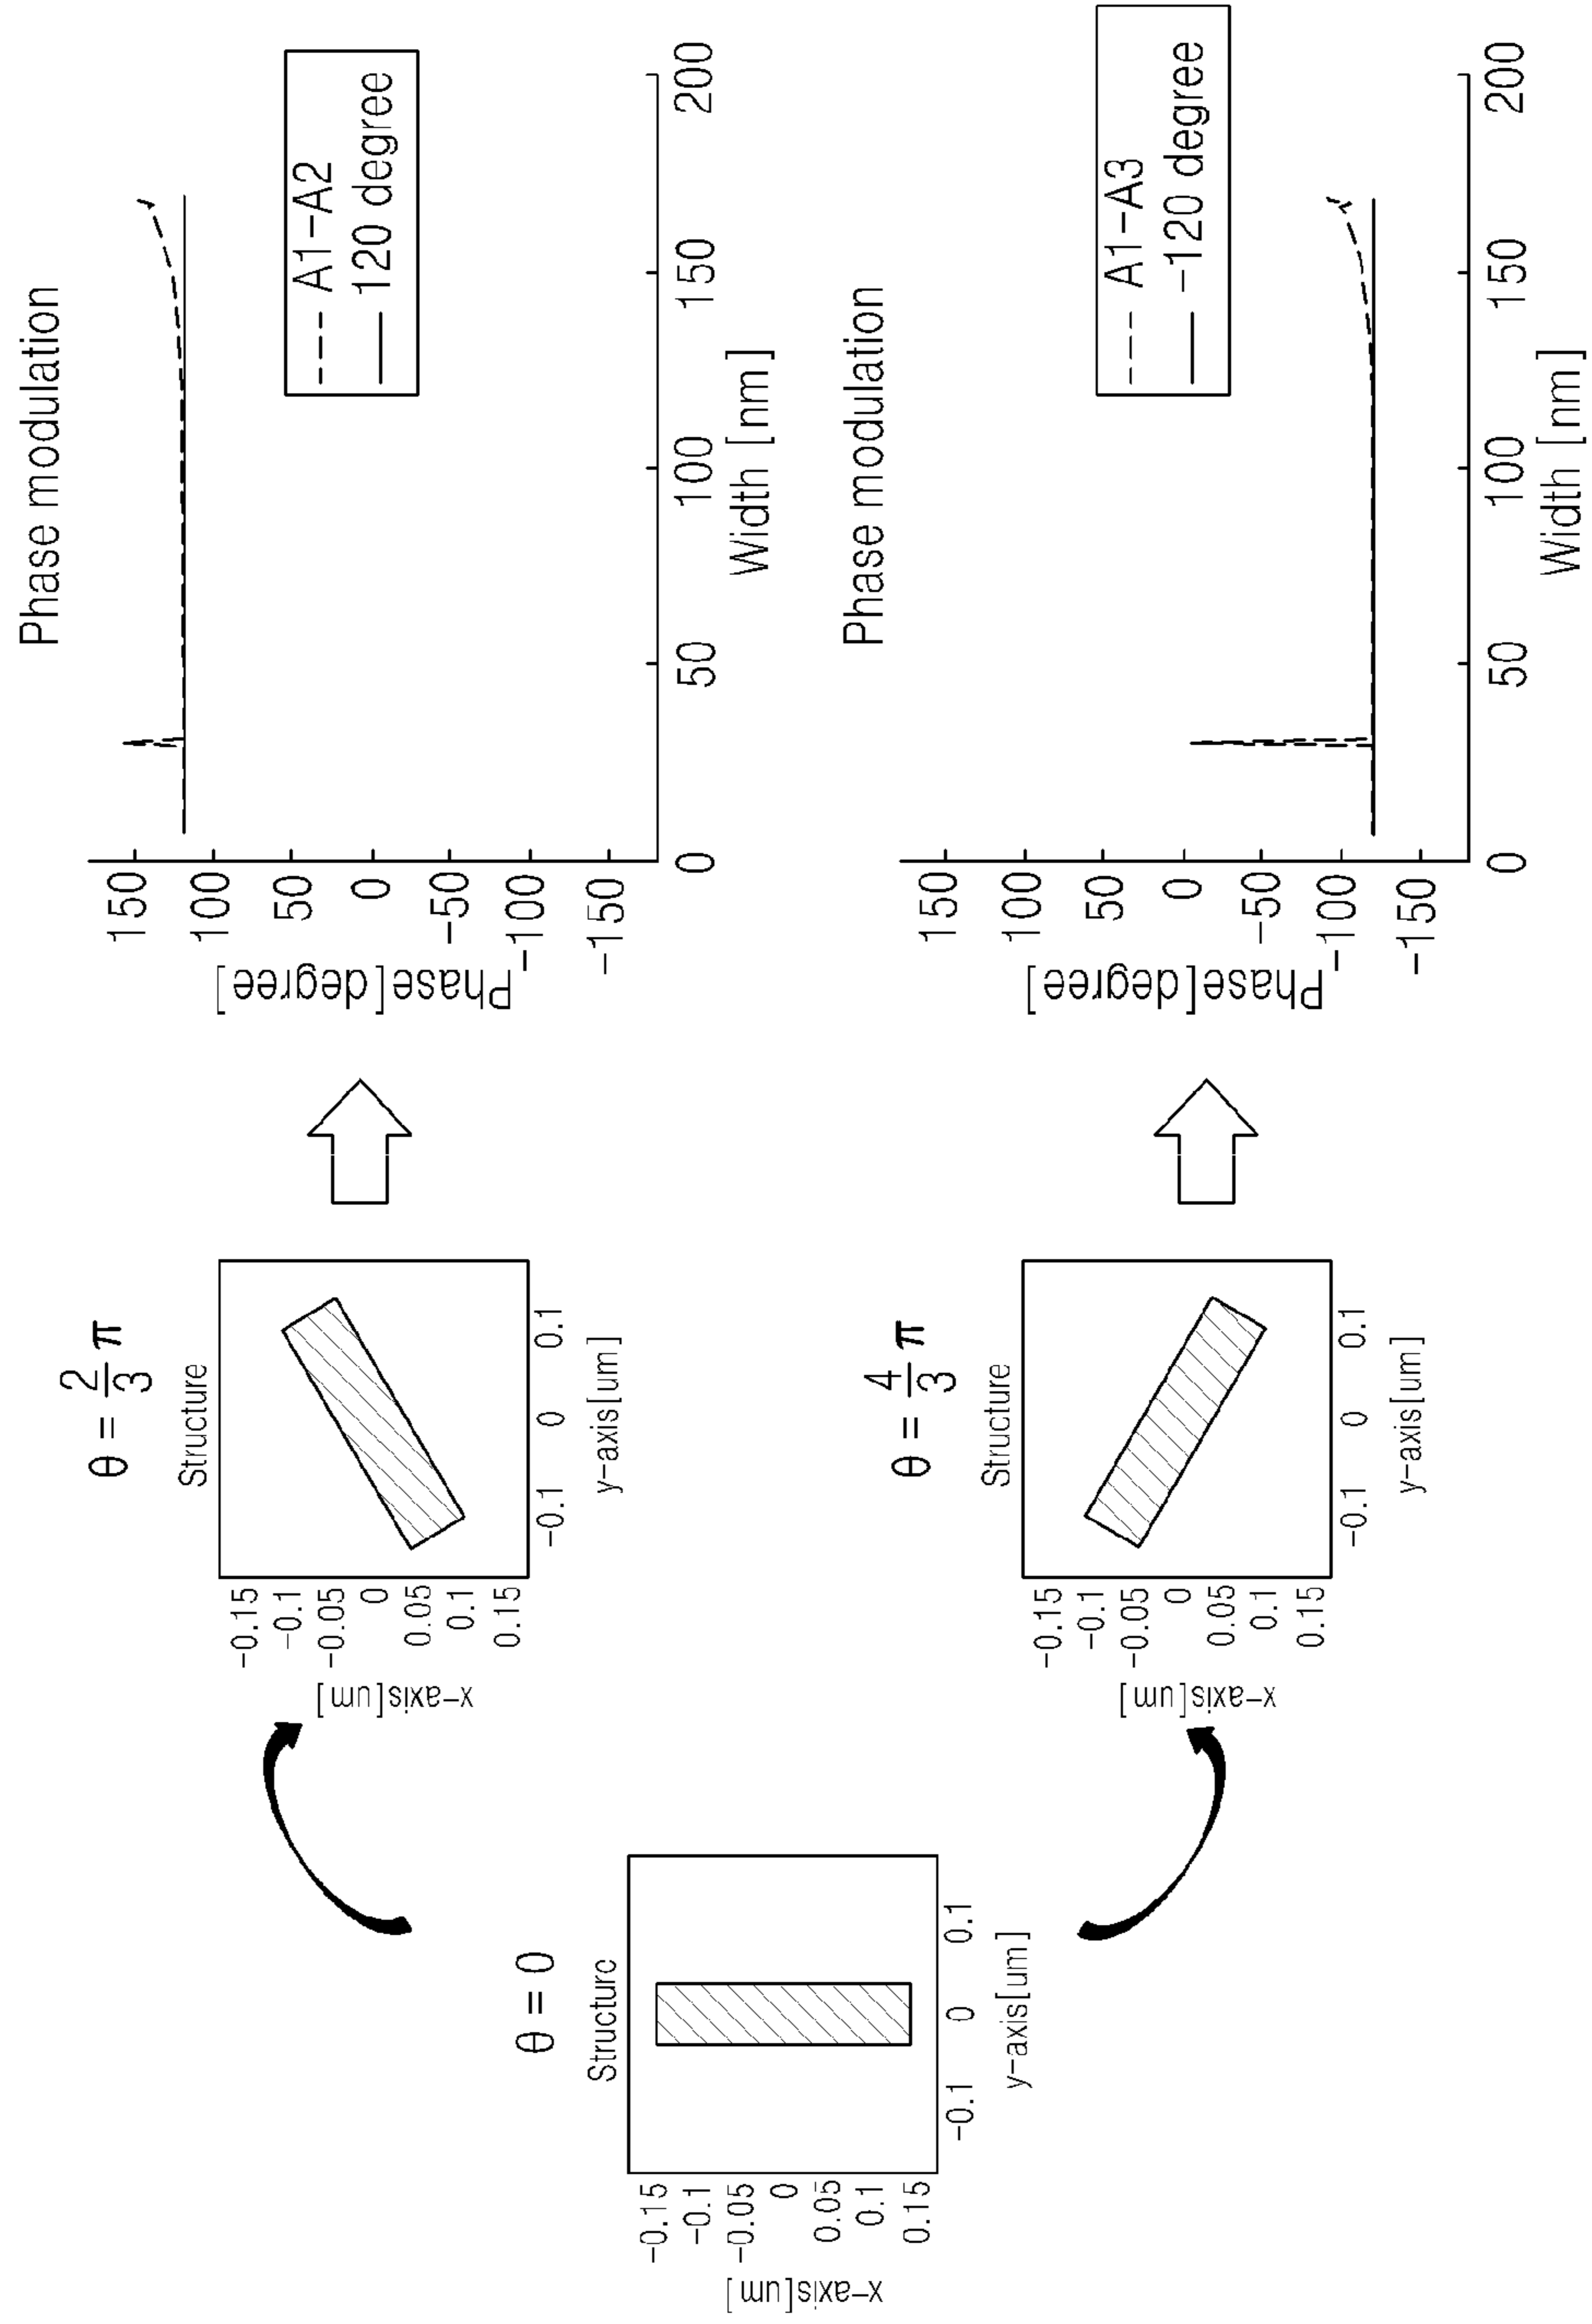 θ = 0
Structurc
x-axis[um]
-0.15
-0.1
-0.05
0
0.05
0.1
0.15
-0.1
0
0.1
y-axis[um]
θ = 2/3 π
Structure
x-axis[um]
-0.15
-0.1
-0.05
0
0.05
0.1
0.15
-0.1
0
0.1
y-axis[um]
Phase modulation
Phase[degree]
150
100
50
0
-50
-100
-150
A1-A2
120 degree
0
50
100
150
200
Width [nm]
θ = 4/3 π
Structure
x-axis[um]
-0.15
-0.1
-0.05
0
0.05
0.1
0.15
-0.1
0
0.1
y-axis[um]
Phase modulation
Phase[degree]
150
100
50
0
-50
-100
-150
A1-A3
-120 degree
0
50
100
150
200
Width [nm]